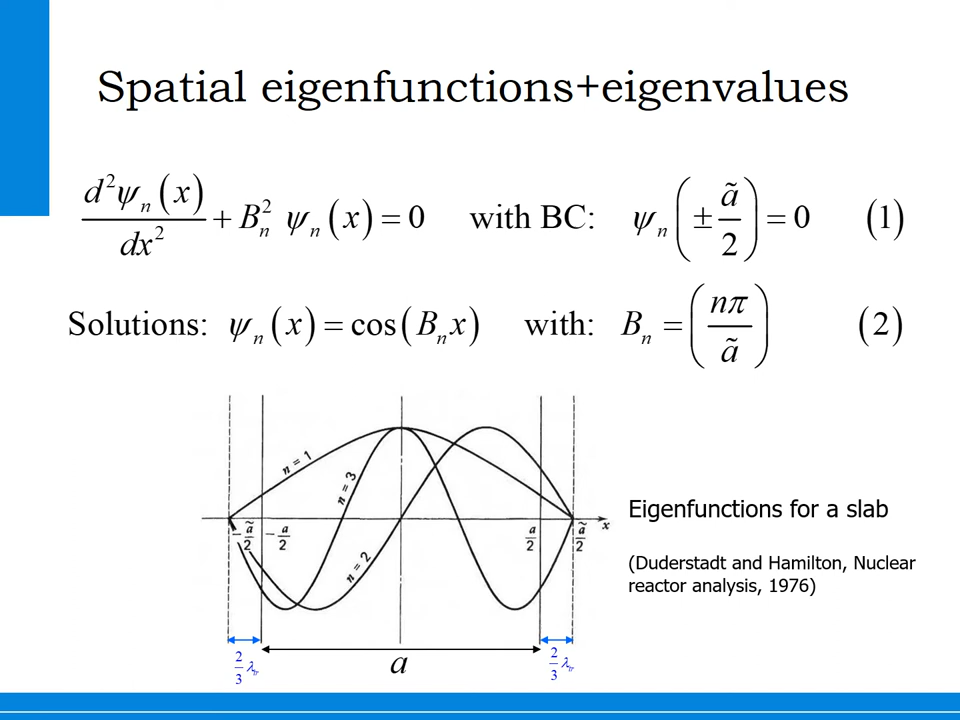 Spatial eigenfunctions+eigenvalues
d²ψₙ(x)/dx² + Bₙ² ψₙ(x) = 0 with BC: ψₙ(± ã/2) = 0 (1)
Solutions: ψₙ(x) = cos(Bₙx) with: Bₙ = (nπ/ã) (2)
n = 1
n = 3
n = 2
-ã/2 -a/2 a/2 ã/2 x
Eigenfunctions for a slab
(Duderstadt and Hamilton, Nuclear
reactor analysis, 1976)
2/3 λtr a 2/3 λtr